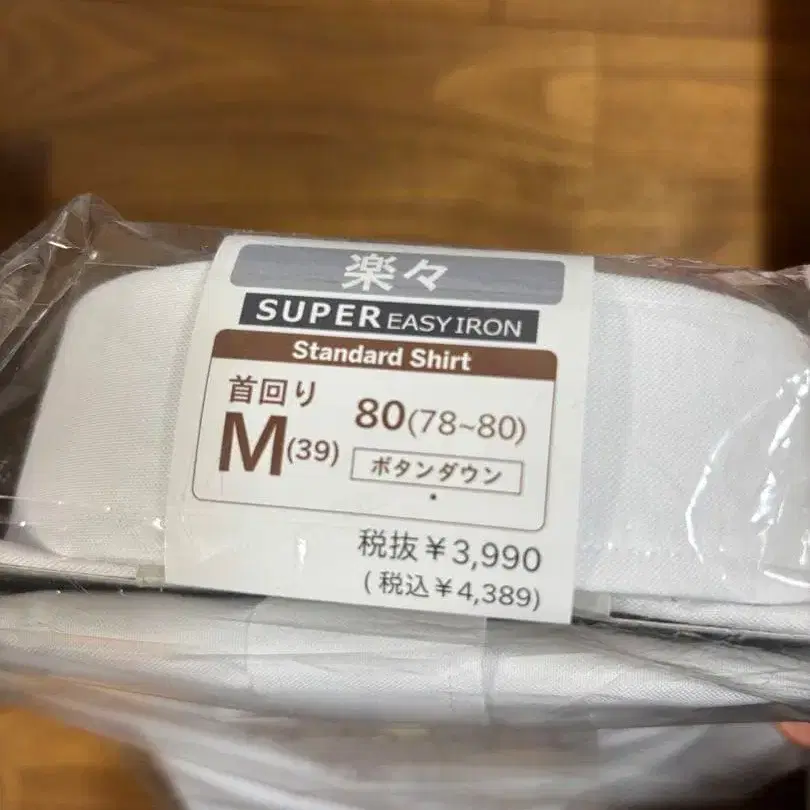 楽々
SUPER EASY IRON
Standard Shirt
首回り
M(39)
80(78~80)
ボタンダウン
税抜¥3,990
(税込¥4,389)